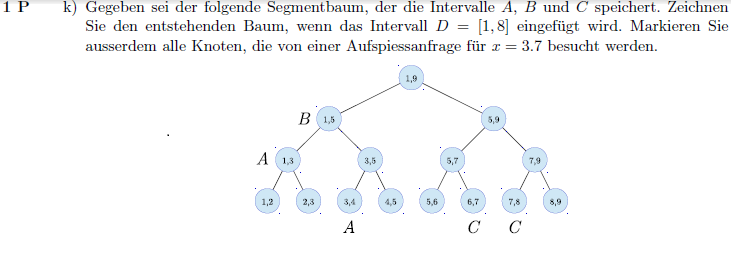 1 P k) Gegeben sei der folgende Segmentbaum, der die Intervalle A, B und C speichert. Zeichnen
Sie den entstehenden Baum, wenn das Intervall D = [1, 8] eingefügt wird. Markieren Sie
ausserdem alle Knoten, die von einer Aufspiessanfrage für x = 3.7 besucht werden.
1,9
B 1,5 5,9
A 1,3 3,5 5,7 7,9
1,2 2,3 3,4 4,5 5,6 6,7 7,8 8,9
A C C